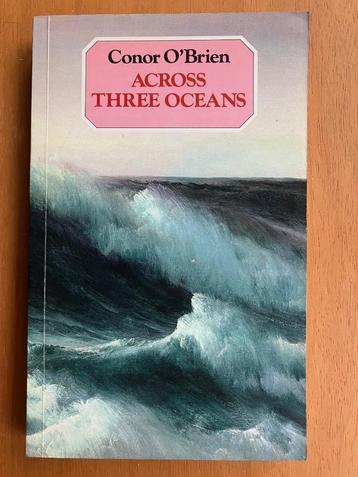 Conor O'Brien
ACROSS
THREE OCEANS